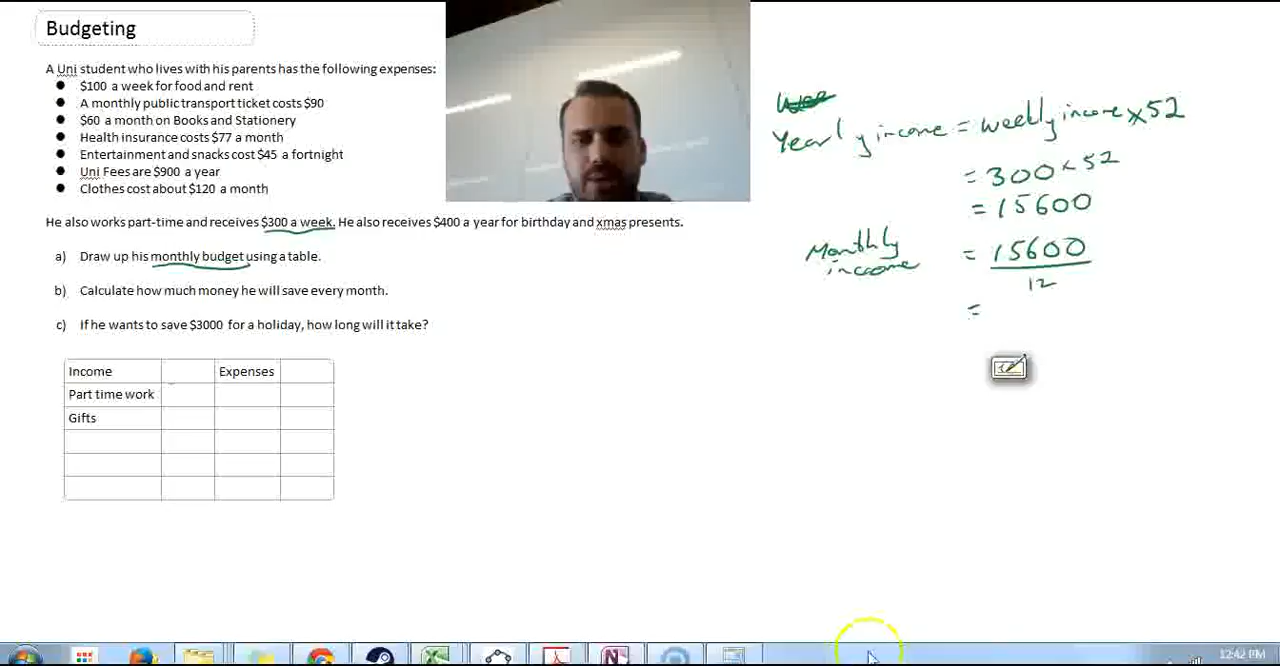 Budgeting
A Uni student who lives with his parents has the following expenses:
● $100 a week for food and rent
● A monthly public transport ticket costs $90
● $60 a month on Books and Stationery
● Health insurance costs $77 a month
● Entertainment and snacks cost $45 a fortnight
● Uni Fees are $900 a year
● Clothes cost about $120 a month
He also works part-time and receives $300 a week. He also receives $400 a year for birthday and xmas presents.
a) Draw up his monthly budget using a table.
b) Calculate how much money he will save every month.
c) If he wants to save $3000 for a holiday, how long will it take?
Income Expenses
Part time work
Gifts
Yearly income = weekly income × 52
= 300 × 52
= 15600
Monthly income = 15600
12
=
12:42 PM